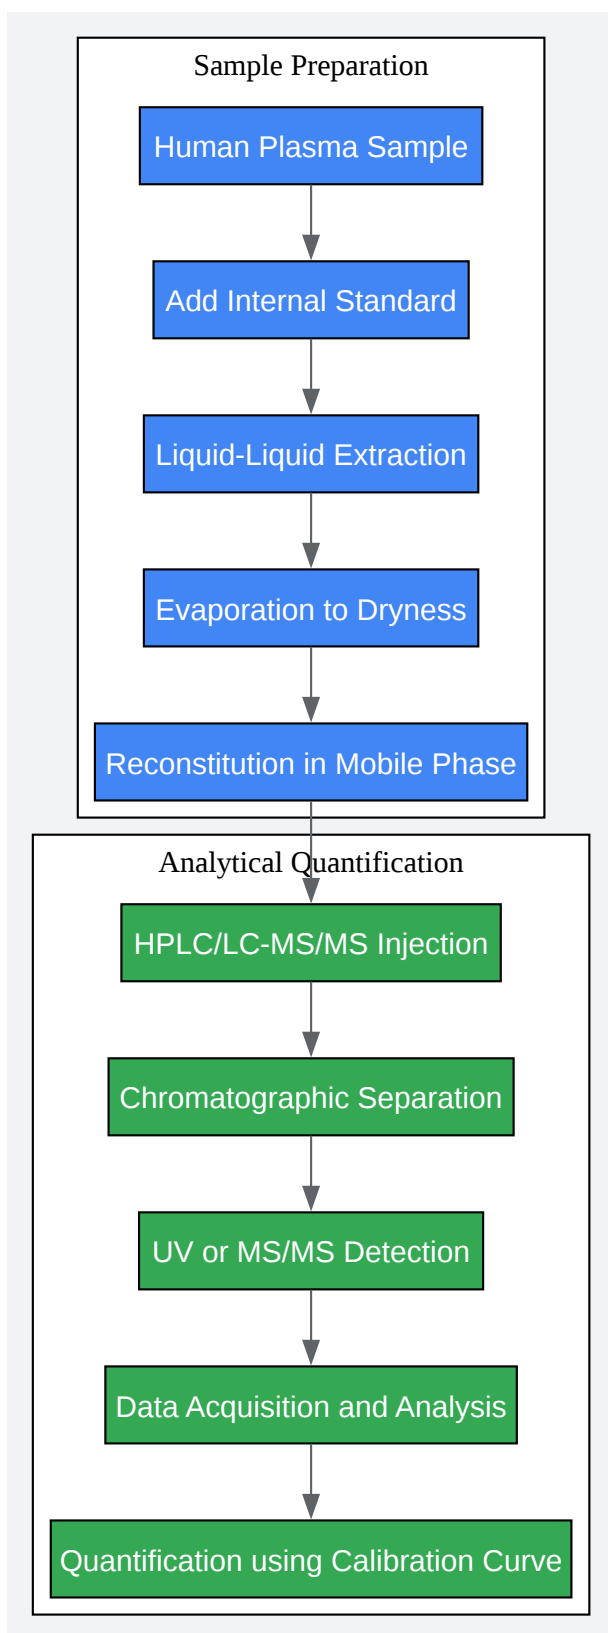 Sample Preparation
Human Plasma Sample
Add Internal Standard
Liquid-Liquid Extraction
Evaporation to Dryness
Reconstitution in Mobile Phase
Analytical Quantification
HPLC/LC-MS/MS Injection
Chromatographic Separation
UV or MS/MS Detection
Data Acquisition and Analysis
Quantification using Calibration Curve